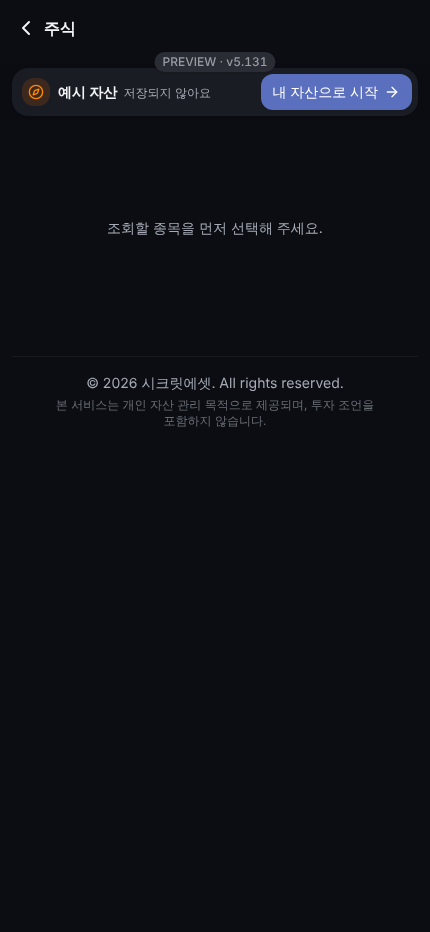 주식
PREVIEW · v5.131
예시 자산 저장되지 않아요
내 자산으로 시작
조회할 종목을 먼저 선택해 주세요.
© 2026 시크릿에셋. All rights reserved.
본 서비스는 개인 자산 관리 목적으로 제공되며, 투자 조언을
포함하지 않습니다.